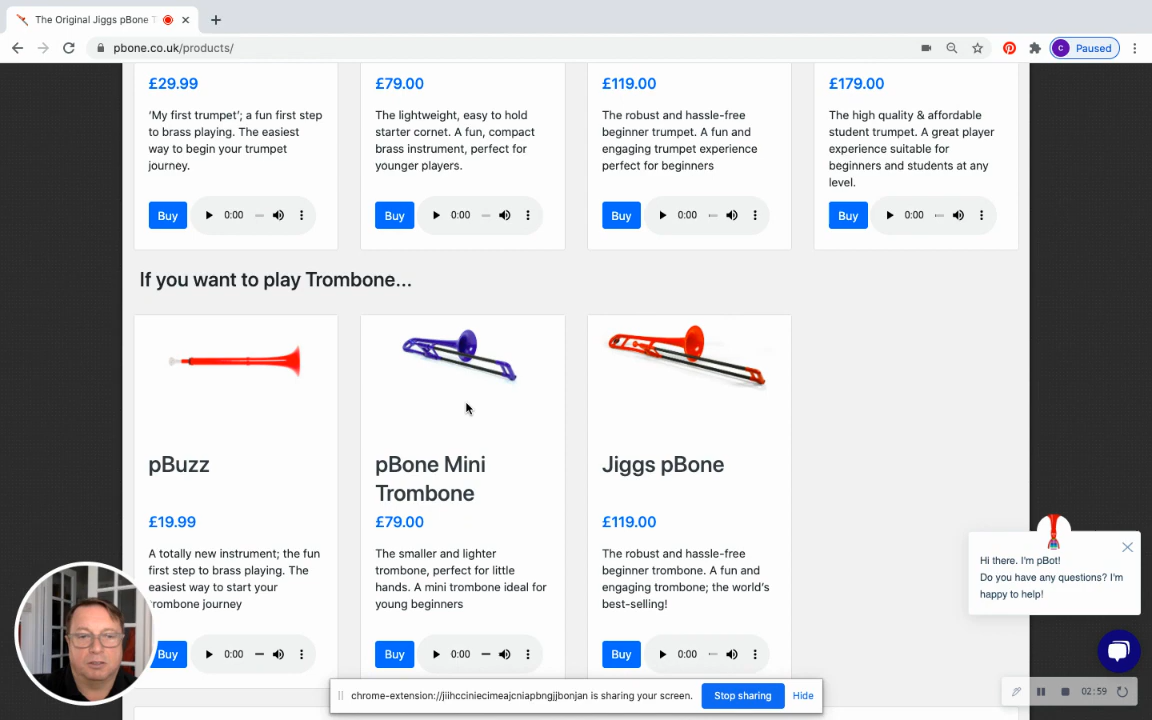 The Original Jiggs pBone
pbone.co.uk/products/
C
Paused
£29.99
£79.00
£119.00
£179.00
‘My first trumpet’; a fun first step
to brass playing. The easiest
way to begin your trumpet
journey.
The lightweight, easy to hold
starter cornet. A fun, compact
brass instrument, perfect for
younger players.
The robust and hassle-free
beginner trumpet. A fun and
engaging trumpet experience
perfect for beginners
The high quality & affordable
student trumpet. A great player
experience suitable for
beginners and students at any
level.
Buy 0:00
Buy 0:00
Buy 0:00
Buy 0:00
If you want to play Trombone...
pBuzz
£19.99
A totally new instrument; the fun
first step to brass playing. The
easiest way to start your
trombone journey
Buy 0:00
pBone Mini
Trombone
£79.00
The smaller and lighter
trombone, perfect for little
hands. A mini trombone ideal for
young beginners
Buy 0:00
Jiggs pBone
£119.00
The robust and hassle-free
beginner trombone. A fun and
engaging trombone; the world's
best-selling!
Buy 0:00
Hi there. I'm pBot!
Do you have any questions? I'm
happy to help!
chrome-extension://jiihcciniecimeajcniapbngjjbonjan is sharing your screen.
Stop sharing
Hide
02:59